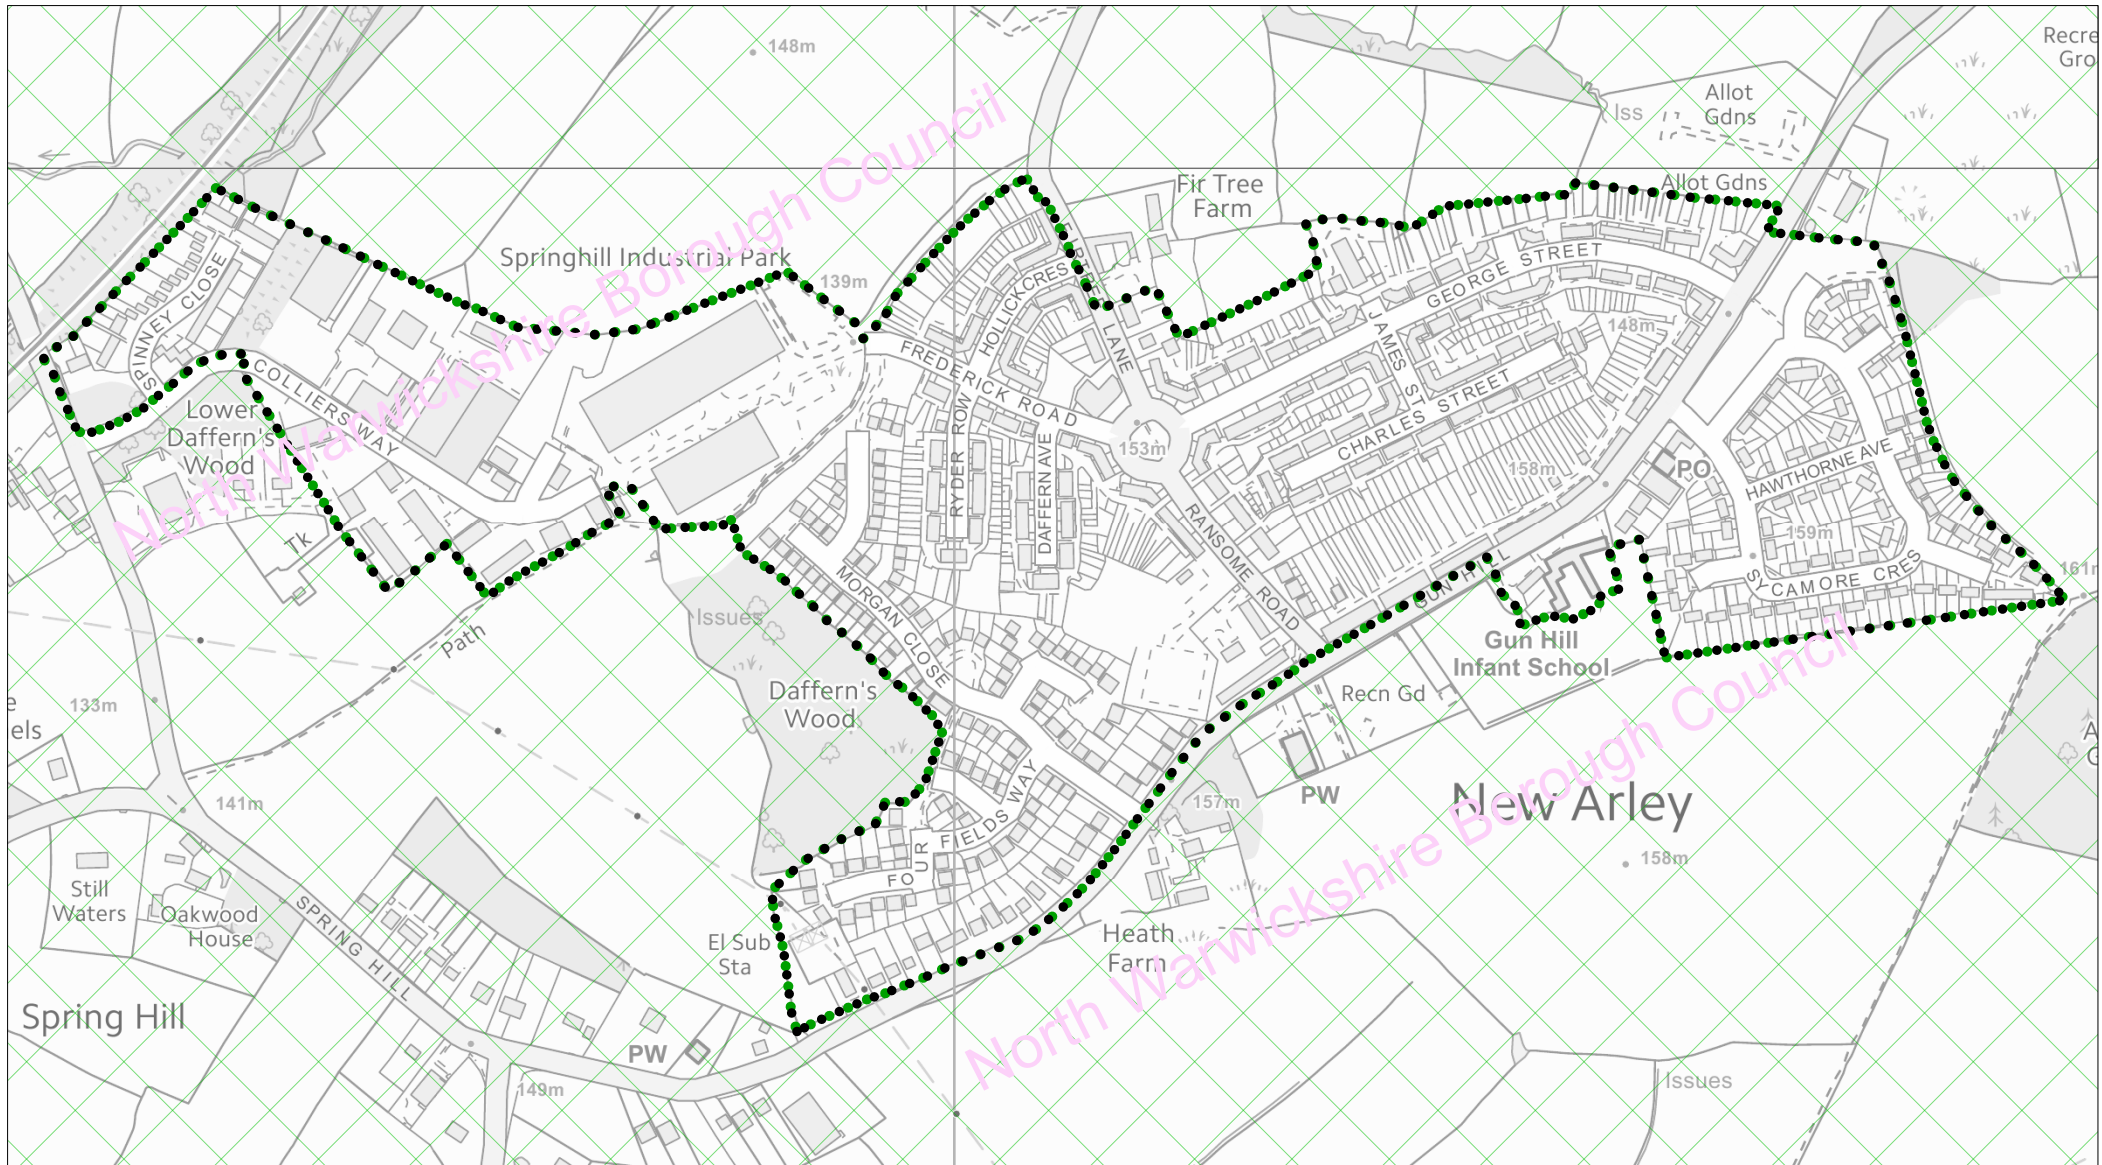 148m
Recre
Gro
Allot
Gdns
Iss
North Warwickshire Borough Council
Fir Tree
Farm
Allot Gdns
Springhill Industrial Park
139m
SPINNEY CLOSE
HOLLICK CRES
FIR TREE LANE
GEORGE STREET
148m
JAMES ST
FREDERICK ROAD
COLLIERS WAY
Lower
Daffern's
Wood
RYDER ROW
DAFFERN AVE
153m
CHARLES STREET
158m
PO
HAWTHORNE AVE
159m
North Warwickshire Borough Council
Tk
RANSOME ROAD
GUN HILL
SYCAMORE CRES
161m
MORGAN CLOSE
Issues
Path
Gun Hill
Infant School
Daffern's
Wood
Recn Gd
133m
e
els
141m
157m
PW
New Arley
158m
FOUR FIELDS WAY
Still
Waters
Oakwood
House
SPRING HILL
El Sub
Sta
Heath
Farm
Spring Hill
PW
149m
Issues
A
G